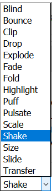 Blind
Bounce
Clip
Drop
Explode
Fade
Fold
Highlight
Puff
Pulsate
Scale
Shake
Size
Slide
Transfer
Shake